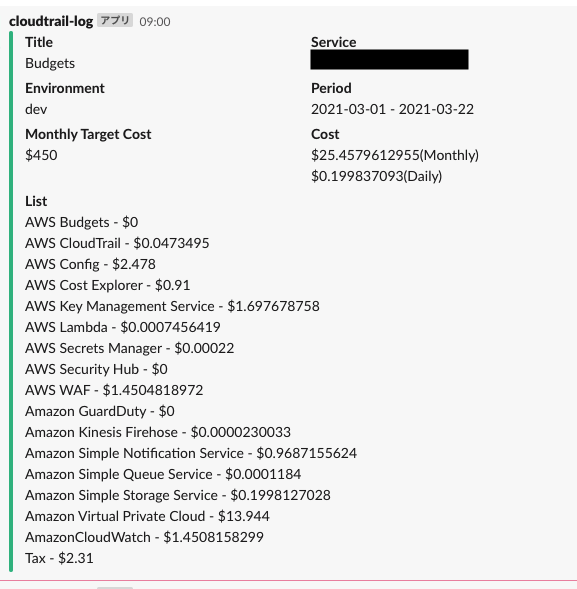 cloudtrail-log アプリ 09:00
Title
Budgets
Service
Environment
dev
Period
2021-03-01 - 2021-03-22
Monthly Target Cost
$450
Cost
$25.4579612955(Monthly)
$0.199837093(Daily)
List
AWS Budgets - $0
AWS CloudTrail - $0.0473495
AWS Config - $2.478
AWS Cost Explorer - $0.91
AWS Key Management Service - $1.697678758
AWS Lambda - $0.0007456419
AWS Secrets Manager - $0.00022
AWS Security Hub - $0
AWS WAF - $1.4504818972
Amazon GuardDuty - $0
Amazon Kinesis Firehose - $0.0000230033
Amazon Simple Notification Service - $0.9687155624
Amazon Simple Queue Service - $0.0001184
Amazon Simple Storage Service - $0.1998127028
Amazon Virtual Private Cloud - $13.944
AmazonCloudWatch - $1.4508158299
Tax - $2.31